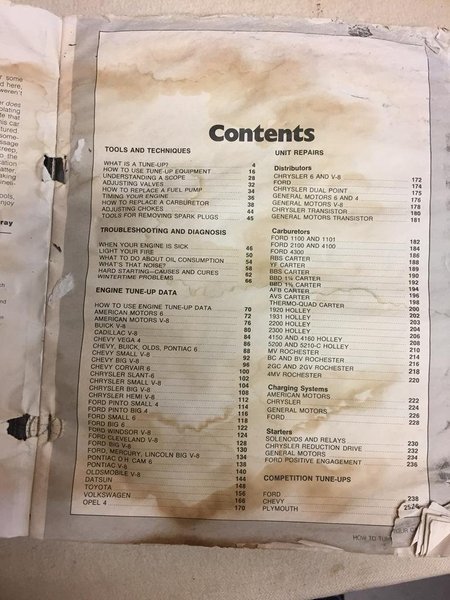 Contents
TOOLS AND TECHNIQUES
WHAT IS A TUNE-UP? 4
HOW TO USE TUNE-UP EQUIPMENT 16
UNDERSTANDING A SCOPE 28
ADJUSTING VALVES 32
HOW TO REPLACE A FUEL PUMP 34
TIMING YOUR ENGINE 36
HOW TO REPLACE A CARBURETOR 38
ADJUSTING CHOKES 44
TOOLS FOR REMOVING SPARK PLUGS 45
TROUBLESHOOTING AND DIAGNOSIS
WHEN YOUR ENGINE IS SICK 46
LIGHT YOUR FIRE 50
WHAT TO DO ABOUT OIL CONSUMPTION 54
WHAT'S THAT NOISE? 58
HARD STARTING—CAUSES AND CURES 62
WINTERTIME PROBLEMS 66
ENGINE TUNE-UP DATA
HOW TO USE ENGINE TUNE-UP DATA 70
AMERICAN MOTORS 6 72
AMERICAN MOTORS V-8 76
BUICK V-8 80
CADILLAC V-8 84
CHEVY VEGA 4 86
CHEVY, BUICK, OLDS, PONTIAC 6 88
CHEVY SMALL V-8 92
CHEVY BIG V-8 96
CHEVY CORVAIR 6 100
CHRYSLER SLANT-6 102
CHRYSLER SMALL V-8 104
CHRYSLER BIG V-8 108
CHRYSLER HEMI V-8 112
FORD PINTO SMALL 4 114
FORD PINTO BIG 4
FORD SMALL 6
FORD BIG 6
FORD WINDSOR V-8
FORD CLEVELAND V-8
FORD BIG V-8
FORD, MERCURY, LINCOLN BIG V-8
PONTIAC O.H. CAM 6
PONTIAC V-8
OLDSMOBILE V-8 140
DATSUN 144
TOYOTA 148
VOLKSWAGEN 156
OPEL 4 170
UNIT REPAIRS
Distributors
CHRYSLER 6 AND V-8 172
FORD 174
CHRYSLER DUAL POINT 175
GENERAL MOTORS 6 AND 4 176
GENERAL MOTORS V-8 178
CHRYSLER TRANSISTOR 180
GENERAL MOTORS TRANSISTOR 181
Carburetors
FORD 1100 AND 1101 182
FORD 2100 AND 4100 184
FORD 4300 186
RBS CARTER 188
YF CARTER 189
BBS CARTER 190
BBD 1¼ CARTER 192
BBD 1½ CARTER 194
AFB CARTER 194
AVS CARTER 196
THERMO-QUAD CARTER 198
1920 HOLLEY 200
1931 HOLLEY 202
2200 HOLLEY 203
2300 HOLLEY 204
4150 AND 4160 HOLLEY 206
5200 AND 5210-C HOLLEY 208
MV ROCHESTER 210
BC AND BV ROCHESTER 214
2GC AND 2GV ROCHESTER 216
4MV ROCHESTER 218
220
Charging Systems
AMERICAN MOTORS 222
CHRYSLER 224
GENERAL MOTORS 226
FORD 228
Starters
SOLENOIDS AND RELAYS 230
CHRYSLER REDUCTION DRIVE 232
GENERAL MOTORS 234
FORD POSITIVE ENGAGEMENT 236
COMPETITION TUNE-UPS
FORD 238
CHEVY
PLYMOUTH
HOW TO TUN